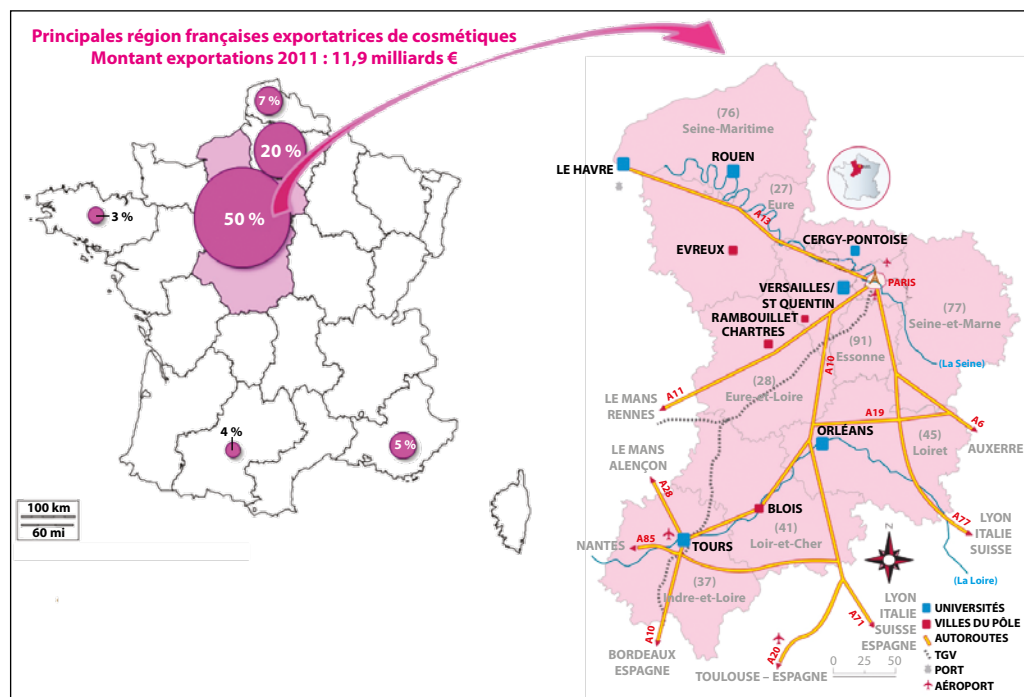 Principales région françaises exportatrices de cosmétiques
Montant exportations 2011 : 11,9 milliards €
7 %
20 %
3 %
50 %
4 %
5 %
100 km
60 mi
(76)
Seine-Maritime
LE HAVRE
ROUEN
(27)
Eure
A13
EVREUX
CERGY-PONTOISE
PARIS
VERSAILLES/
ST QUENTIN
RAMBOUILLET
CHARTRES
(77)
Seine-et-Marne
(91)
Essonne
(La Seine)
A10
A11
(28)
Eure-et-Loire
LE MANS
RENNES
A19
A6
AUXERRE
ORLÉANS
(45)
Loiret
LE MANS
ALENÇON
A28
BLOIS
(41)
Loir-et-Cher
A77
LYON
ITALIE
SUISSE
NANTES
A85
TOURS
N
(La Loire)
(37)
Indre-et-Loire
A10
BORDEAUX
ESPAGNE
A20
TOULOUSE – ESPAGNE
A71
LYON
ITALIE
SUISSE
ESPAGNE
0 25 50
UNIVERSITÉS
VILLES DU PÔLE
AUTOROUTES
TGV
PORT
AÉROPORT